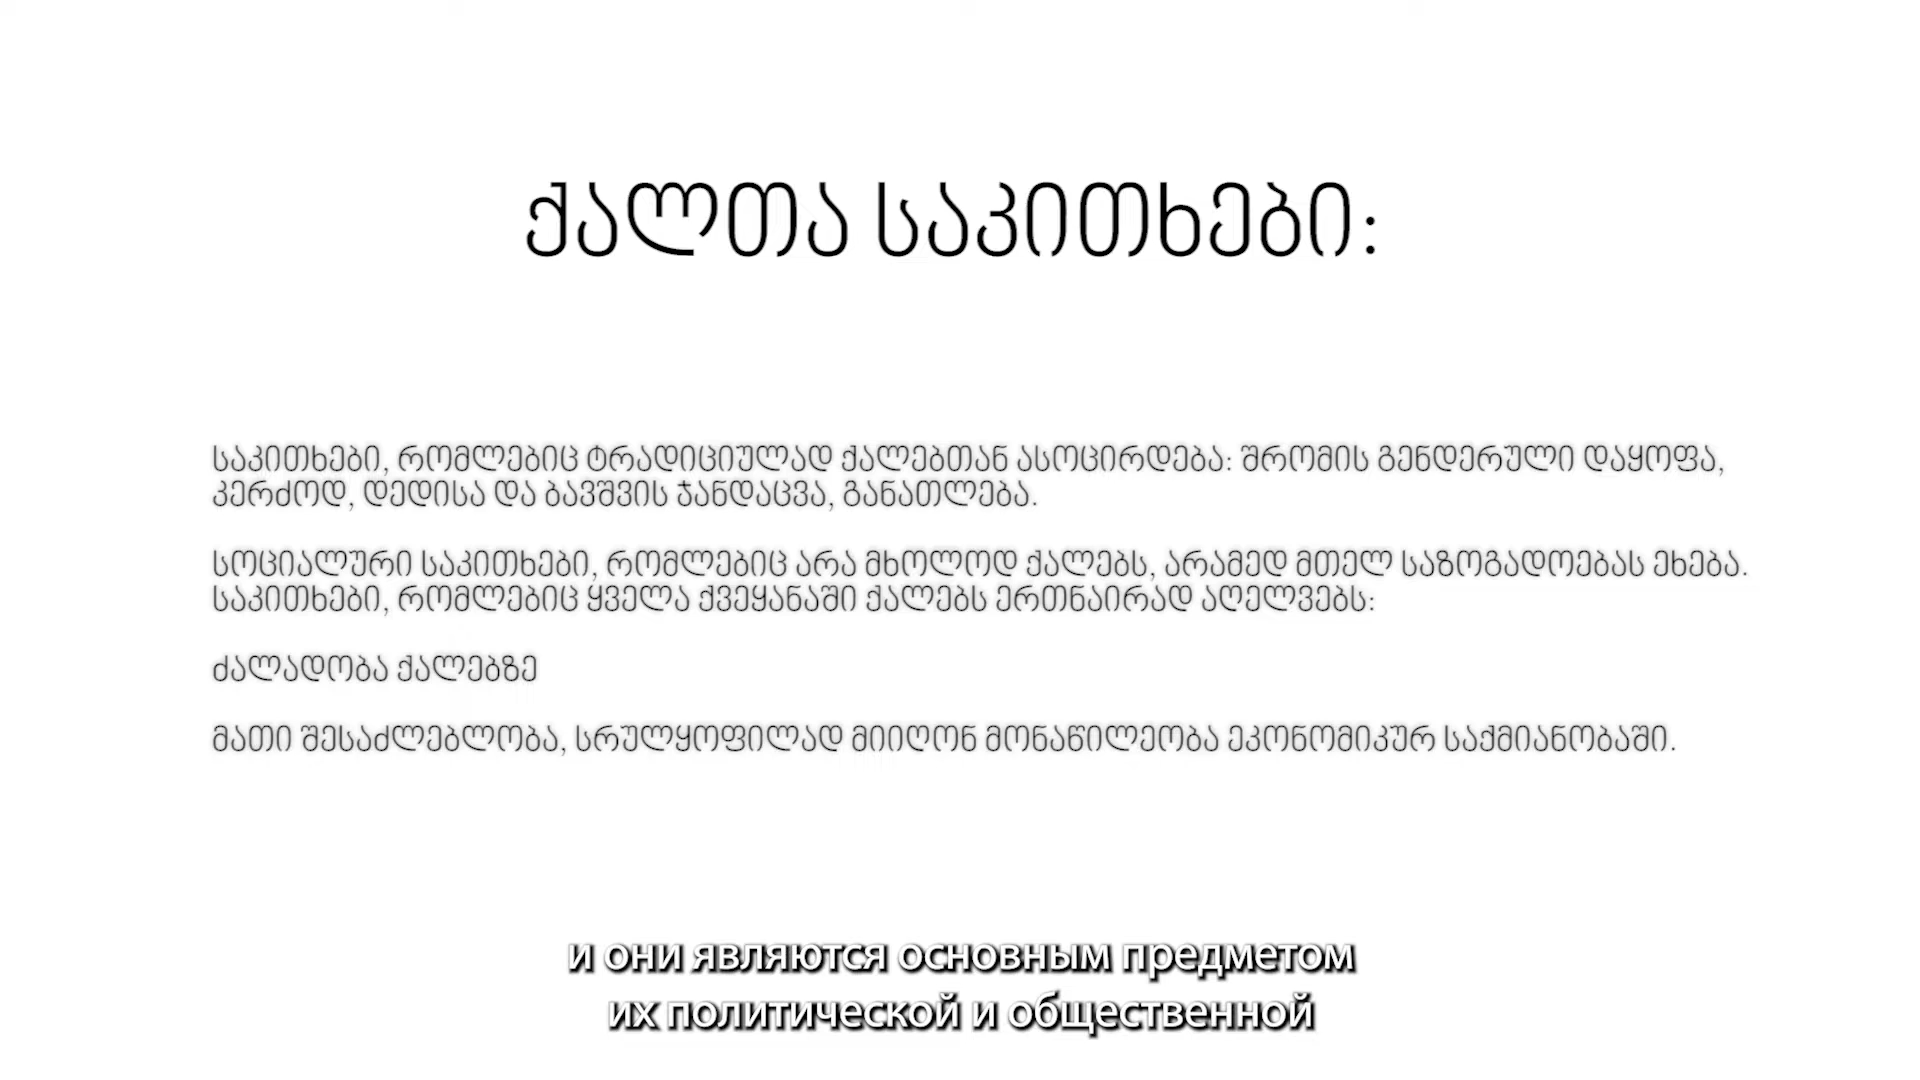 ქალთა საკითხები:
საკითხები, რომლებიც ტრადიციულად ქალებთან ასოცირდება: შრომის გენდერული დაყოფა,
კერძოდ, დედისა და ბავშვის ჯანდაცვა, განათლება.
სოციალური საკითხები, რომლებიც არა მხოლოდ ქალებს, არამედ მთელ საზოგადოებას ეხება.
საკითხები, რომლებიც ყველა ქვეყანაში ქალებს ერთნაირად აღელვებს:
ძალადობა ქალებზე
მათი შესაძლებლობა, სრულყოფილად მიიღონ მონაწილეობა ეკონომიკურ საქმიანობაში.
и они являются основным предметом
их политической и общественной